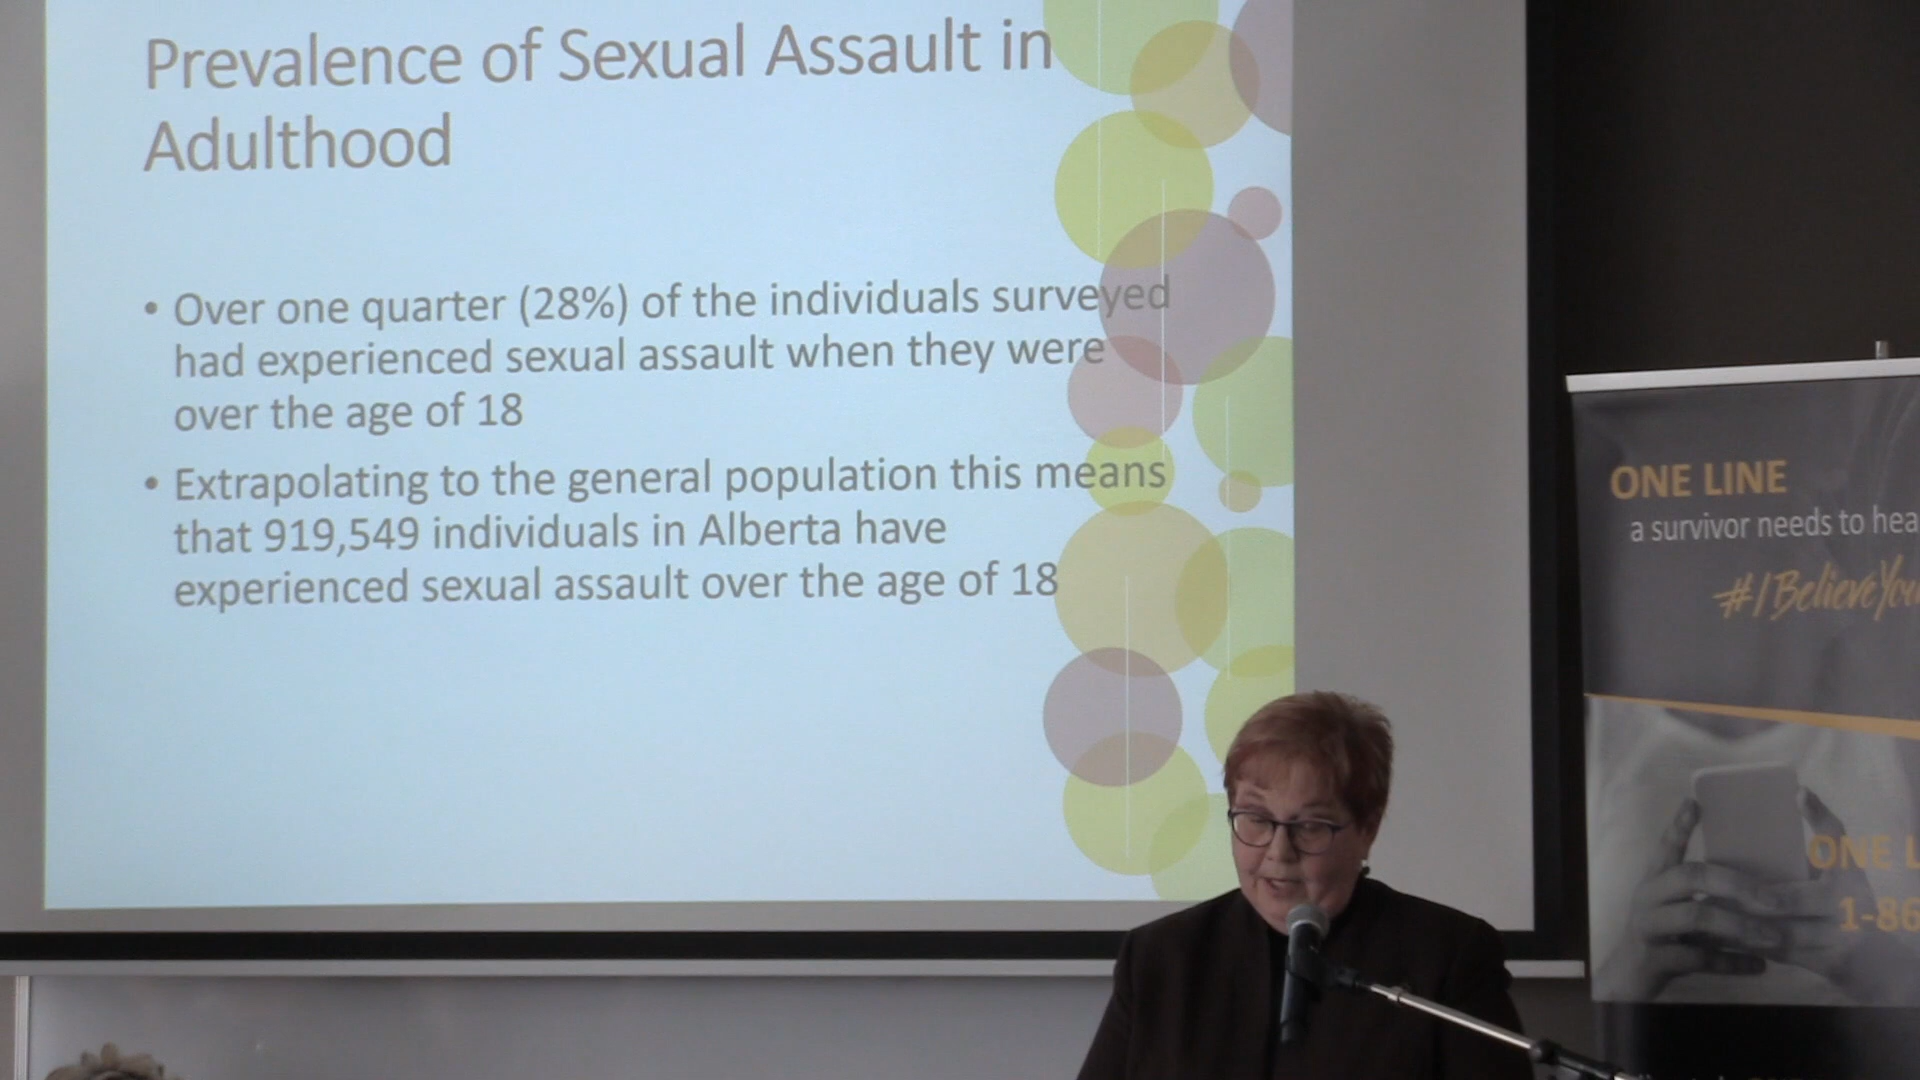 Prevalence of Sexual Assault in
Adulthood
• Over one quarter (28%) of the individuals surveyed
had experienced sexual assault when they were
over the age of 18
• Extrapolating to the general population this means
that 919,549 individuals in Alberta have
experienced sexual assault over the age of 18
ONE LINE
a survivor needs to hea
#IBelieveYou
ONE L
1-86